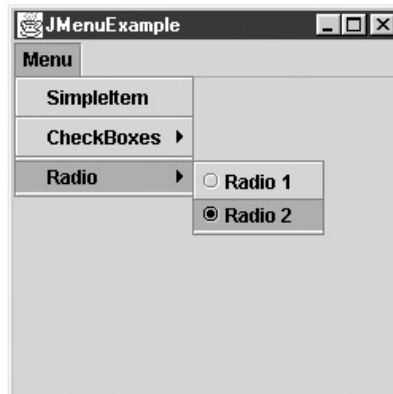 JMenuExample
Menu
SimpleItem
CheckBoxes
Radio
Radio 1
Radio 2